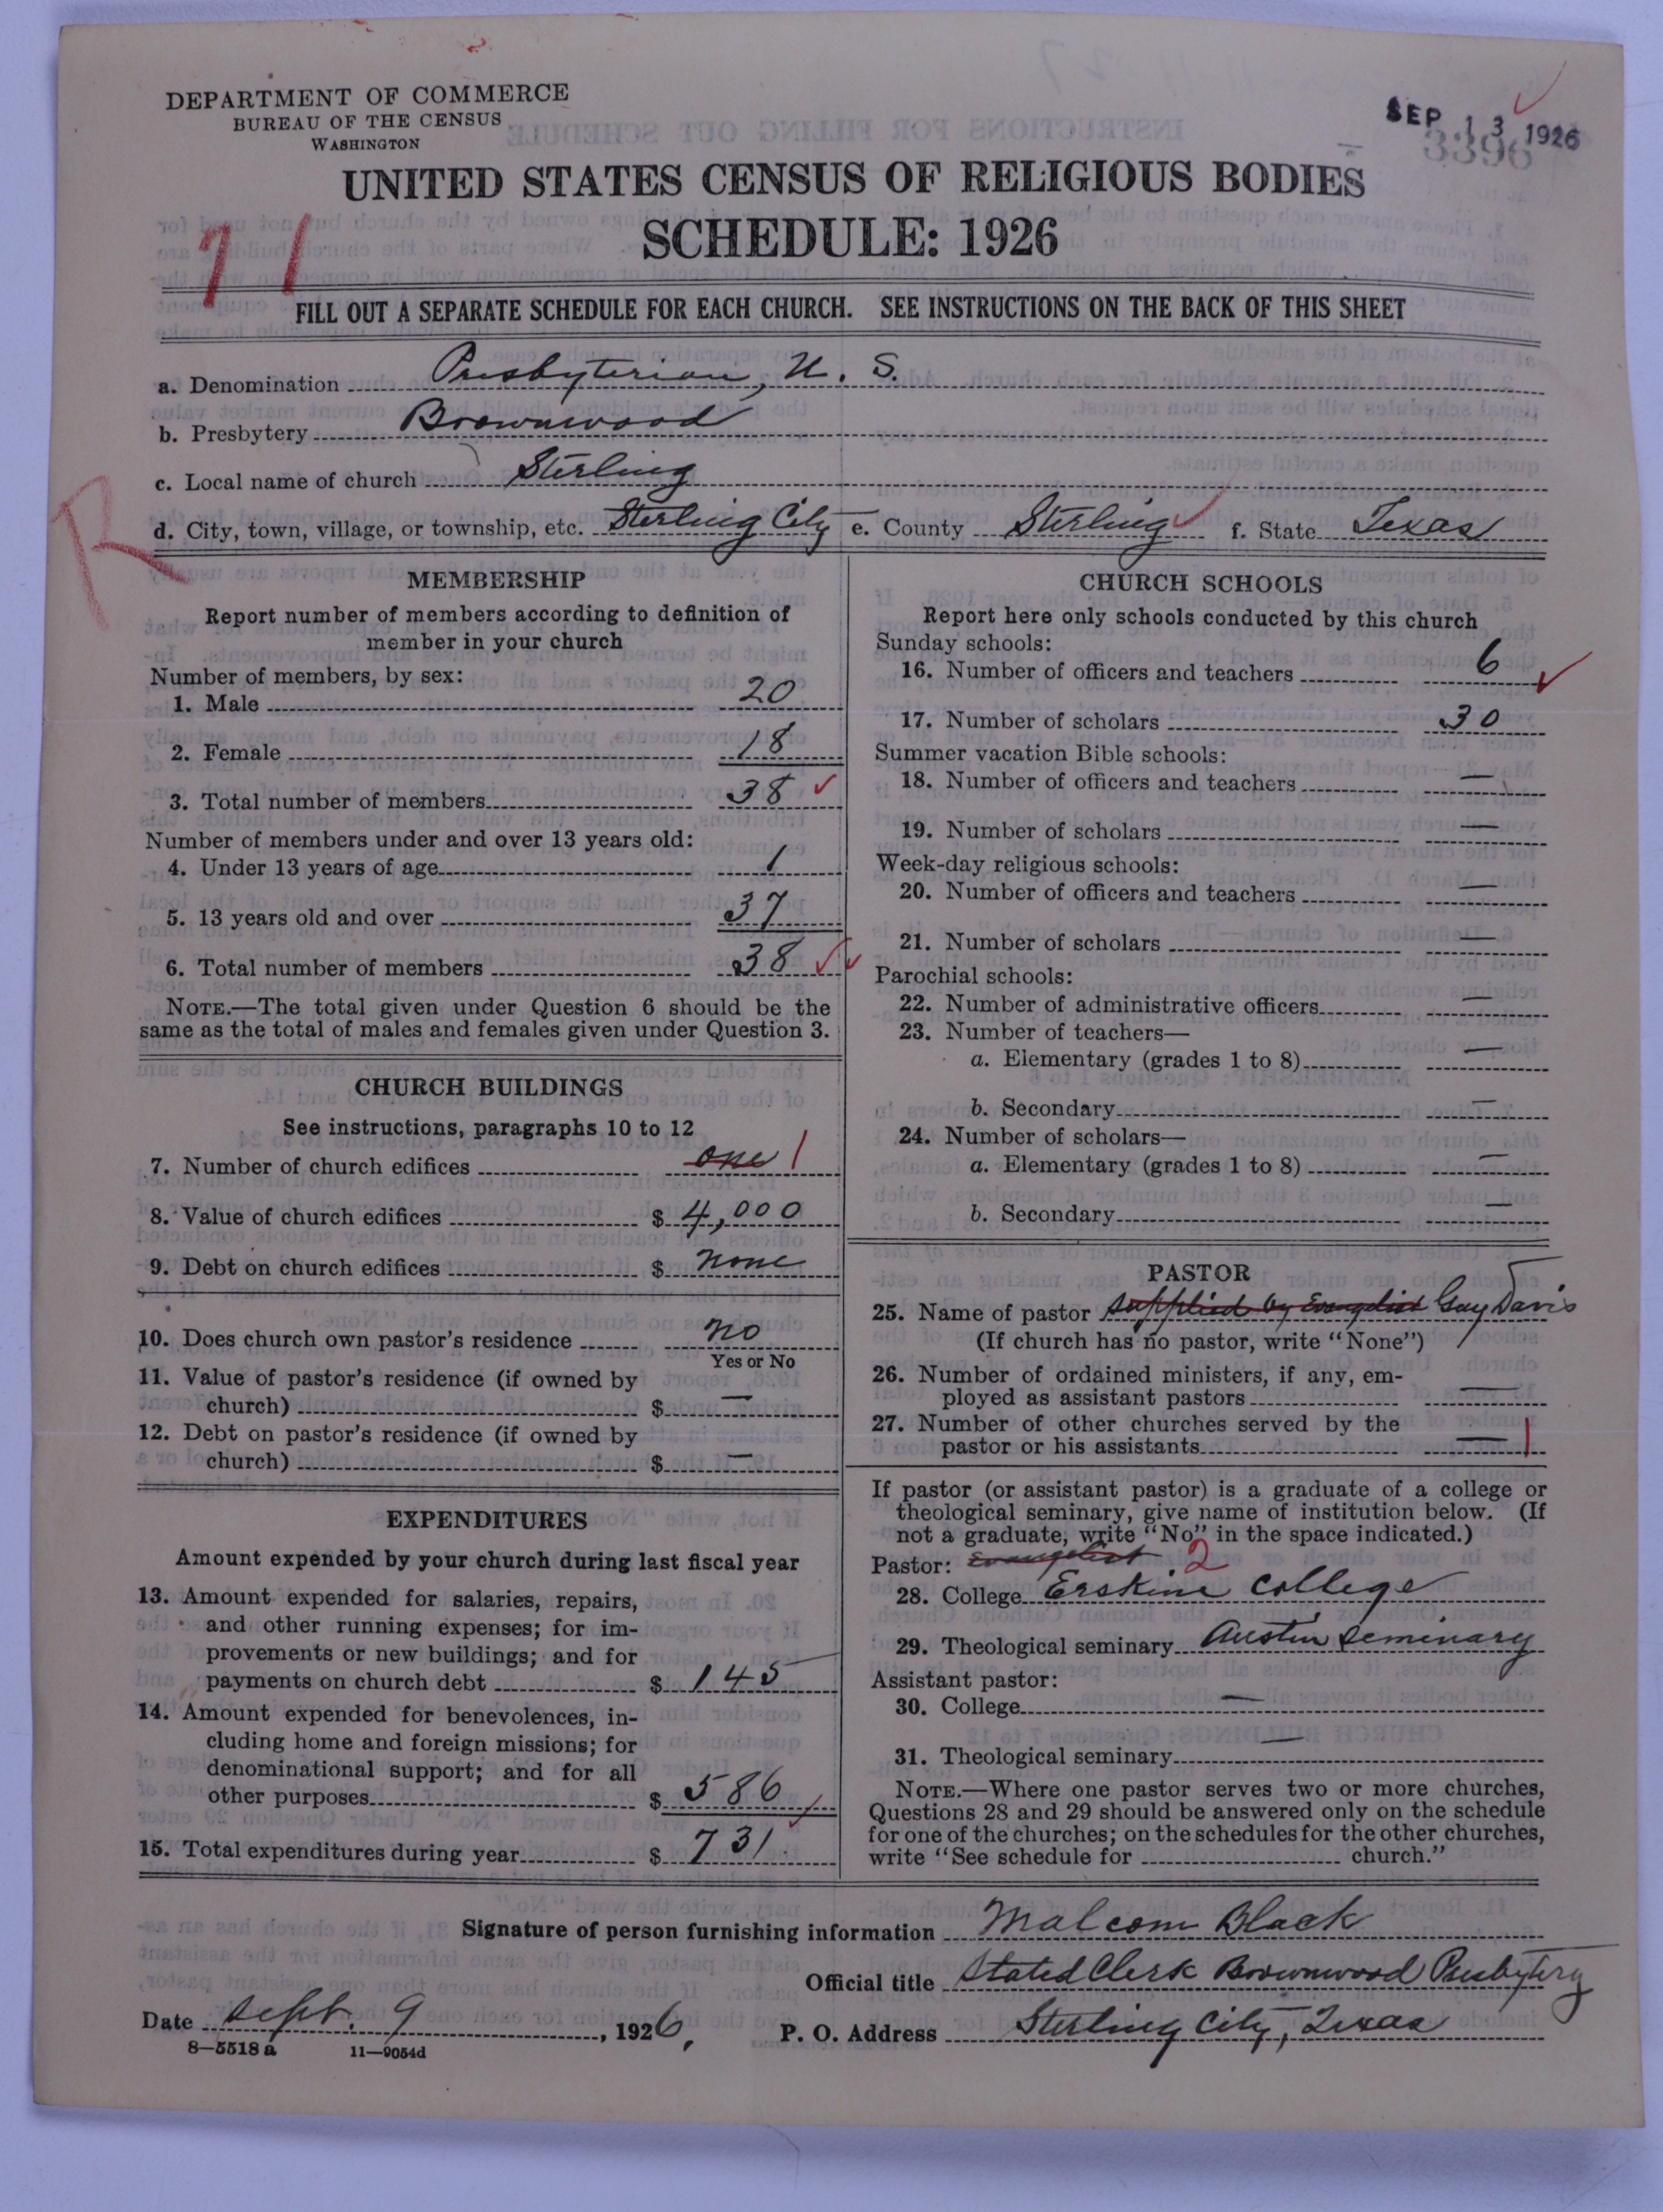 DEPARTMENT OF COMMERCE
BUREAU OF THE CENSUS
WASHINGTON
SEP 13 1926
3396
UNITED STATES CENSUS OF RELIGIOUS BODIES
SCHEDULE: 1926
71
FILL OUT A SEPARATE SCHEDULE FOR EACH CHURCH. SEE INSTRUCTIONS ON THE BACK OF THIS SHEET
a. Denomination Presbyterian, U. S.
b. Presbytery Brownwood
c. Local name of church Sterling
R
d. City, town, village, or township, etc. Sterling City e. County Sterling f. State Texas
MEMBERSHIP
Report number of members according to definition of
member in your church
Number of members, by sex:
1. Male 20
2. Female 18
3. Total number of members 38
Number of members under and over 13 years old:
4. Under 13 years of age 1
5. 13 years old and over 37
6. Total number of members 38
NOTE.—The total given under Question 6 should be the
same as the total of males and females given under Question 3.
CHURCH BUILDINGS
See instructions, paragraphs 10 to 12
7. Number of church edifices one 1
8. Value of church edifices $ 4,000
9. Debt on church edifices $ none
10. Does church own pastor's residence no
Yes or No
11. Value of pastor's residence (if owned by
church) $ —
12. Debt on pastor's residence (if owned by
church) $ —
EXPENDITURES
Amount expended by your church during last fiscal year
13. Amount expended for salaries, repairs,
and other running expenses; for im-
provements or new buildings; and for
payments on church debt $ 145
14. Amount expended for benevolences, in-
cluding home and foreign missions; for
denominational support; and for all
other purposes $ 586
15. Total expenditures during year $ 731
CHURCH SCHOOLS
Report here only schools conducted by this church
Sunday schools:
16. Number of officers and teachers 6
17. Number of scholars 30
Summer vacation Bible schools:
18. Number of officers and teachers —
19. Number of scholars —
Week-day religious schools:
20. Number of officers and teachers —
21. Number of scholars —
Parochial schools:
22. Number of administrative officers —
23. Number of teachers—
a. Elementary (grades 1 to 8) —
b. Secondary —
24. Number of scholars—
a. Elementary (grades 1 to 8) —
b. Secondary —
PASTOR
25. Name of pastor supplied by Evangelist Guy Davis
(If church has no pastor, write "None")
26. Number of ordained ministers, if any, em-
ployed as assistant pastors —
27. Number of other churches served by the
pastor or his assistants — 1
If pastor (or assistant pastor) is a graduate of a college or
theological seminary, give name of institution below. (If
not a graduate, write "No" in the space indicated.)
Pastor: Evangelist 2
28. College Erskine College
29. Theological seminary Austin Seminary
Assistant pastor:
30. College —
31. Theological seminary —
NOTE.—Where one pastor serves two or more churches,
Questions 28 and 29 should be answered only on the schedule
for one of the churches; on the schedules for the other churches,
write "See schedule for church."
Signature of person furnishing information Malcom Black
Official title Stated Clerk Brownwood Presbytery
Date Sept. 9, 1926. P. O. Address Sterling City, Texas
8—5518 a 11—9054d